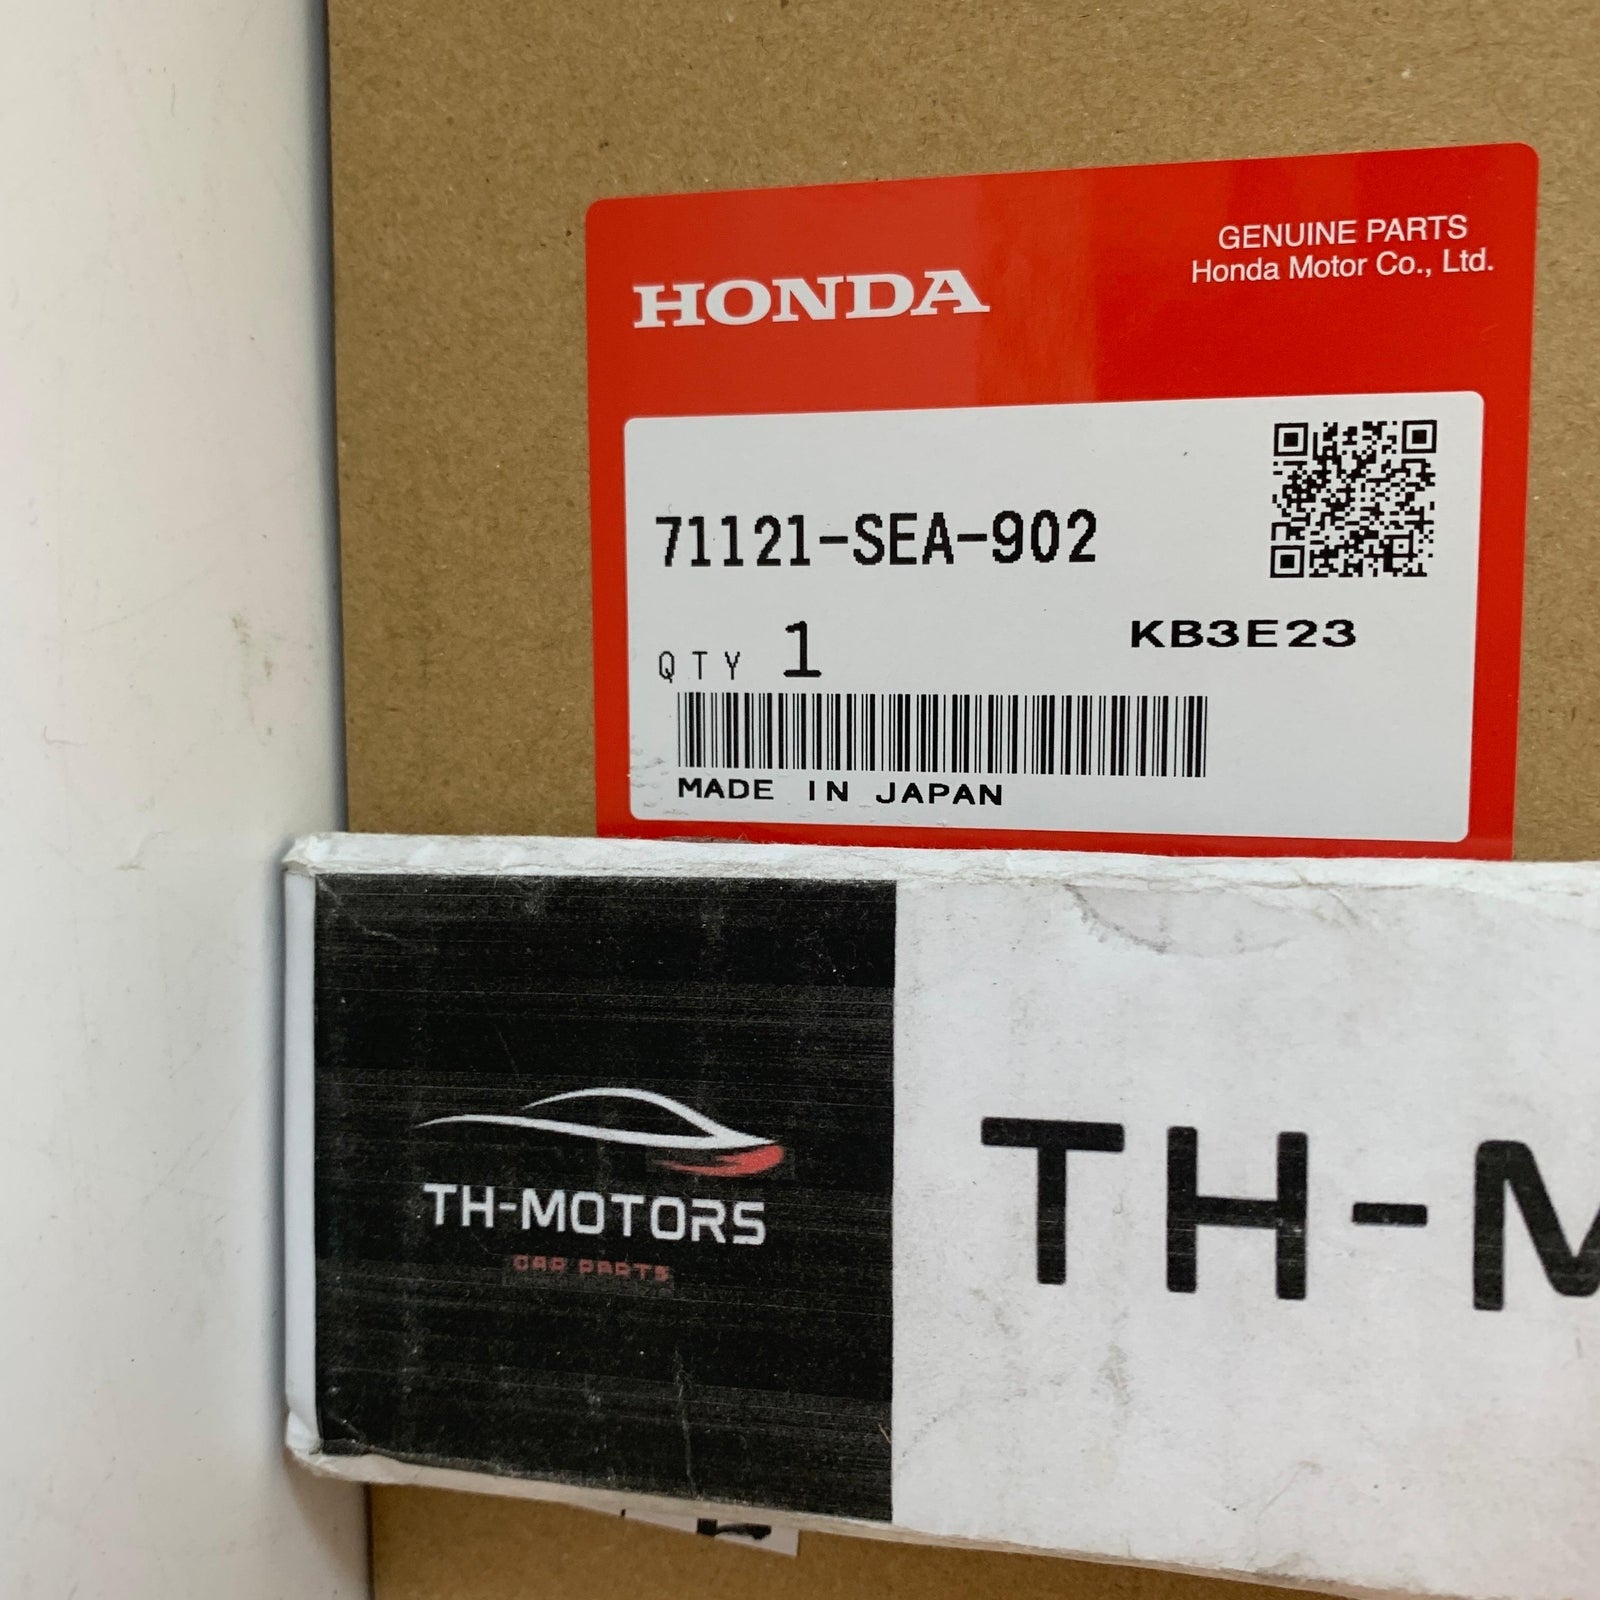 GENUINE PARTS
Honda Motor Co., Ltd.
HONDA
71121-SEA-902
QTY 1
KB3E23
MADE IN JAPAN
TH-MOTORS
CAR PARTS
TH-M